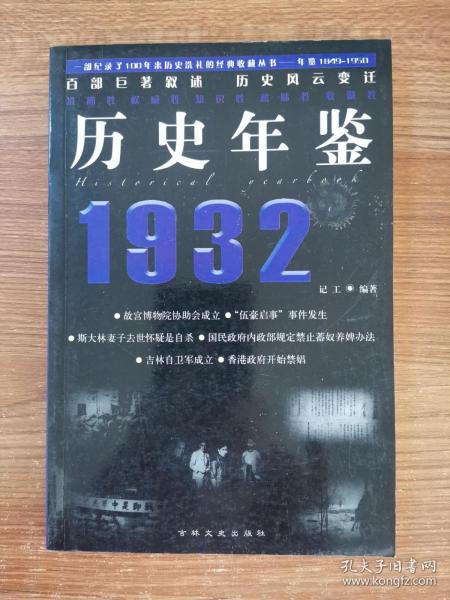 一部纪录了100年来历史洗礼的经典收藏丛书——年鉴1849-1950
百部巨著叙述 历史风云变迁
历史年鉴
Historical yearbook
1932
记工●编著
●故宫博物院协助会成立 ●“伍豪启事”事件发生
●斯大林妻子去世怀疑是自杀 ●国民政府内政部规定禁止蓄奴养婢办法
●吉林自卫军成立 ●香港政府开始禁娼
吉林文史出版社
孔夫子旧书网
www.kongfz.com